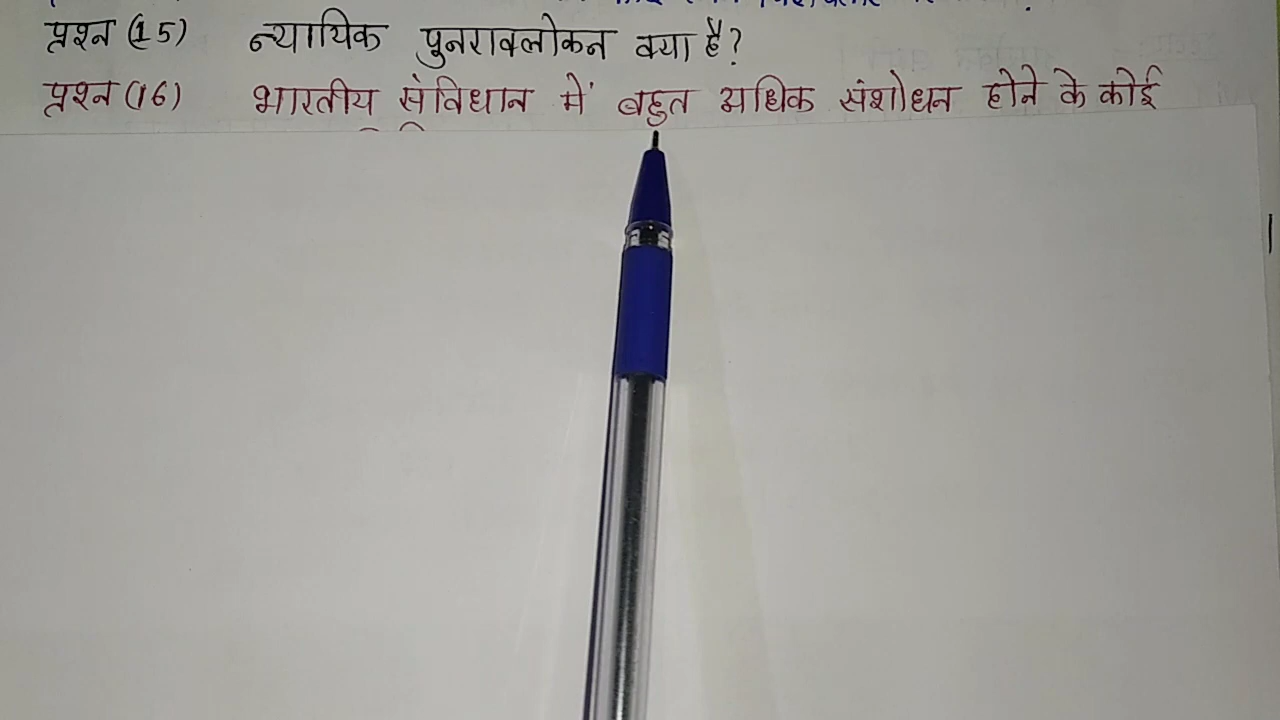 प्रश्न (15) न्यायिक पुनरावलोकन क्या है?
प्रश्न (16) भारतीय संविधान में बहुत अधिक संशोधन होने के कोई